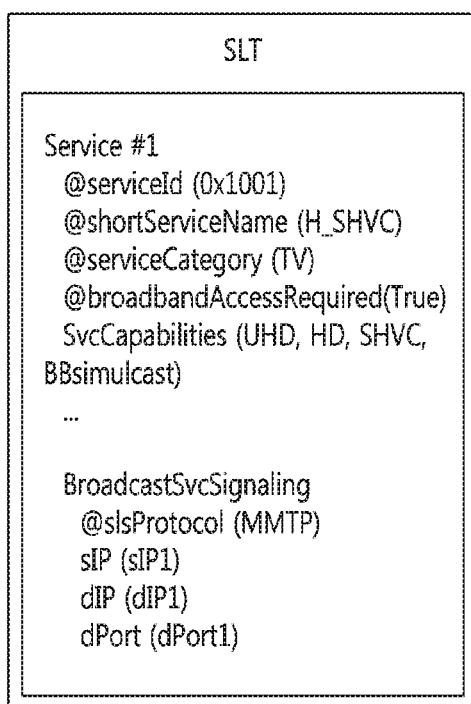 SLT
Service #1
@serviceId (0x1001)
@shortServiceName (H_SHVC)
@serviceCategory (TV)
@broadbandAccessRequired(True)
SvcCapabilities (UHD, HD, SHVC,
BBsimulcast)
...
BroadcastSvcSignaling
@slsProtocol (MMTP)
sIP (sIP1)
dIP (dIP1)
dPort (dPort1)